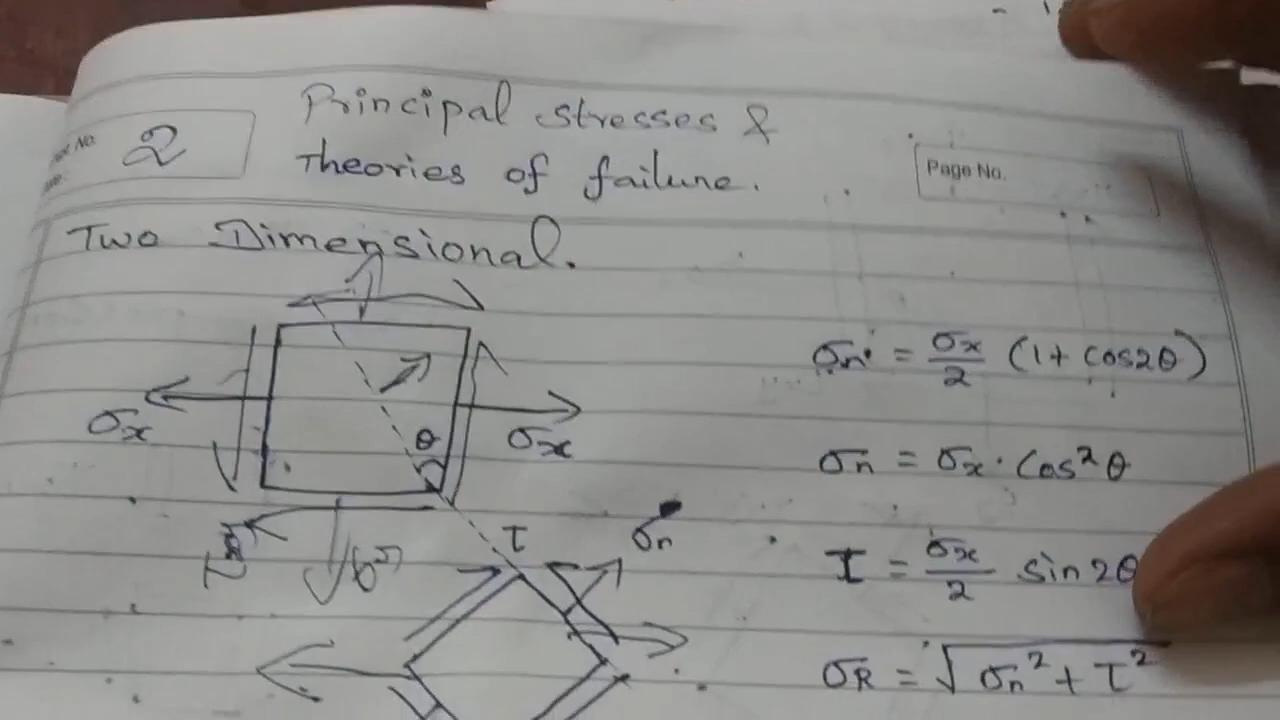 Principal stresses &
Theories of failure.
2
Page No.
Two Dimensional.
σx
σx
θ
τ
σn
σn = σx/2 (1 + cos2θ)
σn = σx . Cos²θ
τ = σx/2 sin 2θ
σR = √σn² + τ²